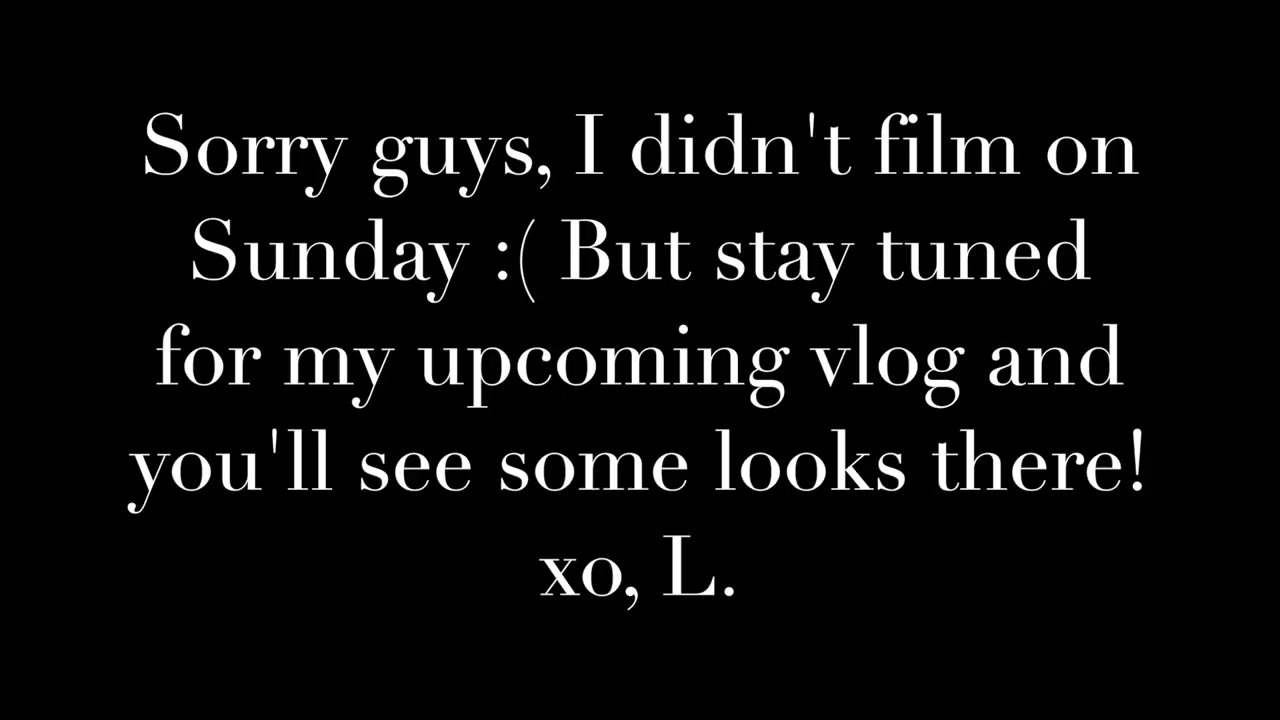 Sorry guys, I didn't film on
Sunday :( But stay tuned
for my upcoming vlog and
you'll see some looks there!
xo, L.